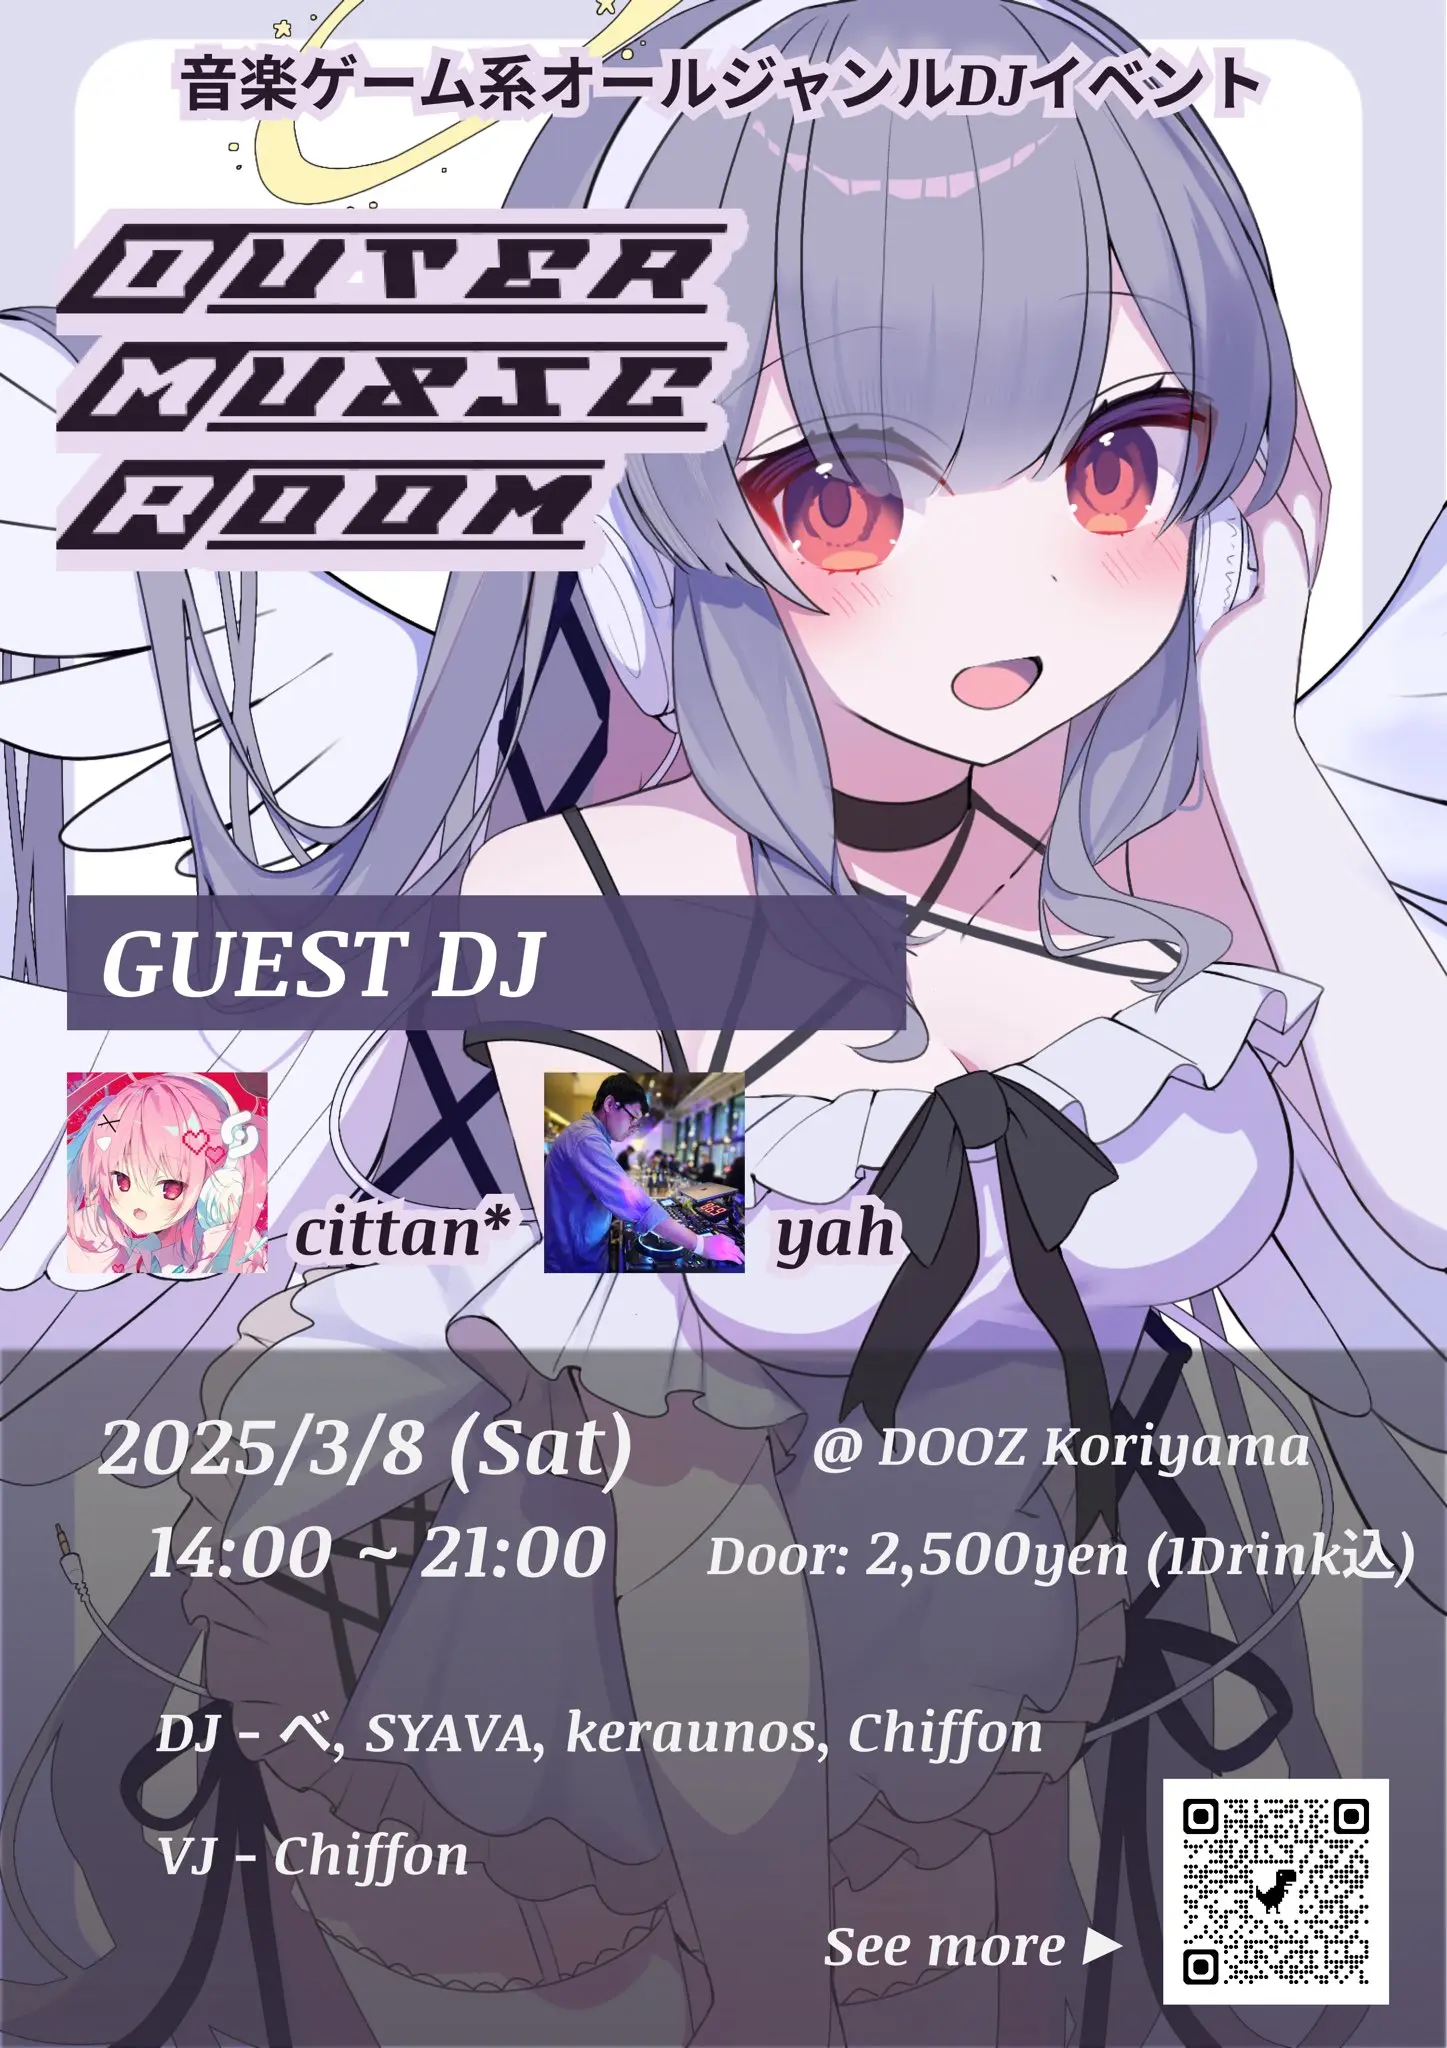 音楽ゲーム系オールジャンルDJイベント
OUTER
MUSIC
ROOM
GUEST DJ
cittan*
yah
2025/3/8 (Sat)
@ DOOZ Koriyama
14:00 ~ 21:00
Door: 2,500yen (1Drink込)
DJ - べ, SYAVA, keraunos, Chiffon
VJ - Chiffon
See more ▶